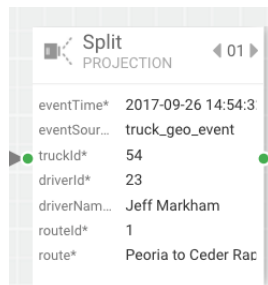 Split
PROJECTION
01
eventTime* 2017-09-26 14:54:3
eventSour... truck_geo_event
truckId* 54
driverId* 23
driverNam... Jeff Markham
routeId* 1
route* Peoria to Ceder Rap